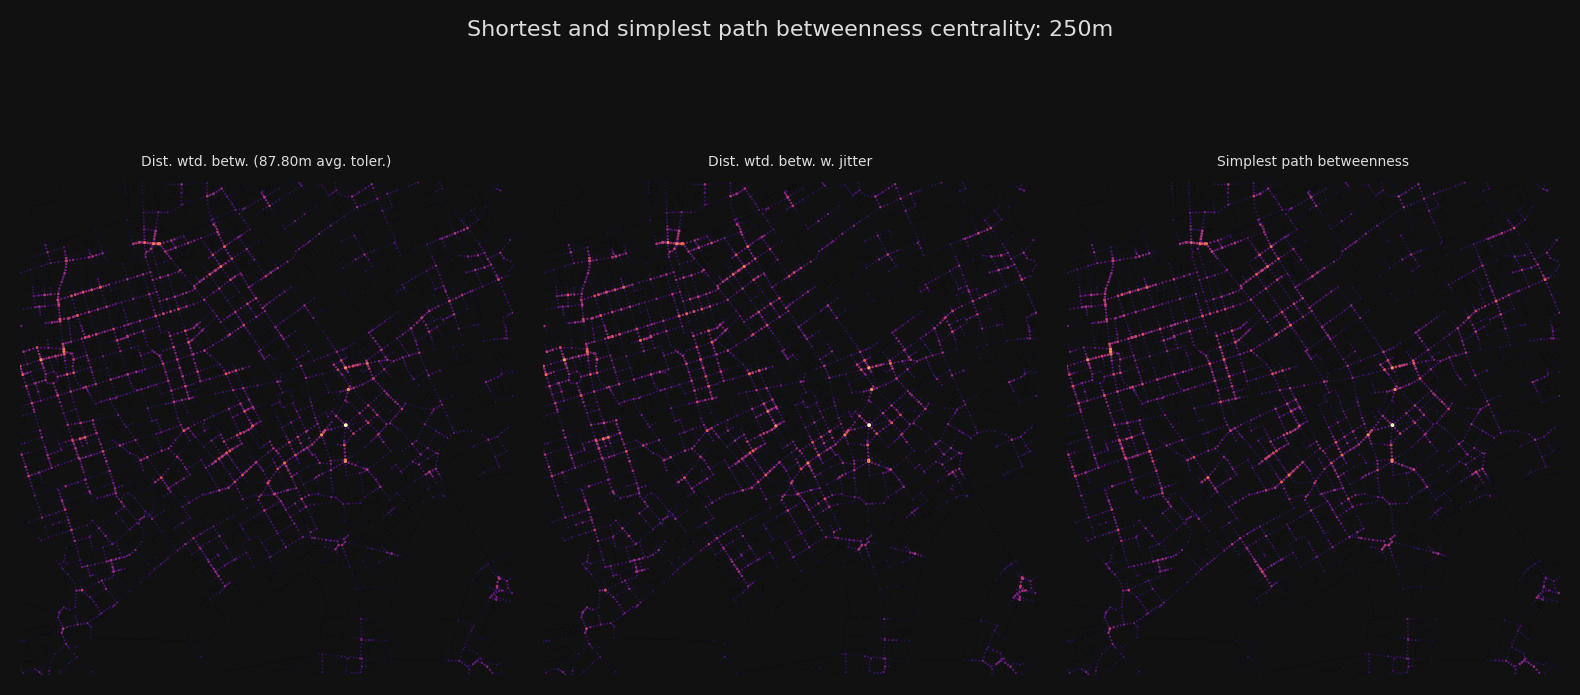 Shortest and simplest path betweenness centrality: 250m
Dist. wtd. betw. (87.80m avg. toler.)
Dist. wtd. betw. w. jitter
Simplest path betweenness